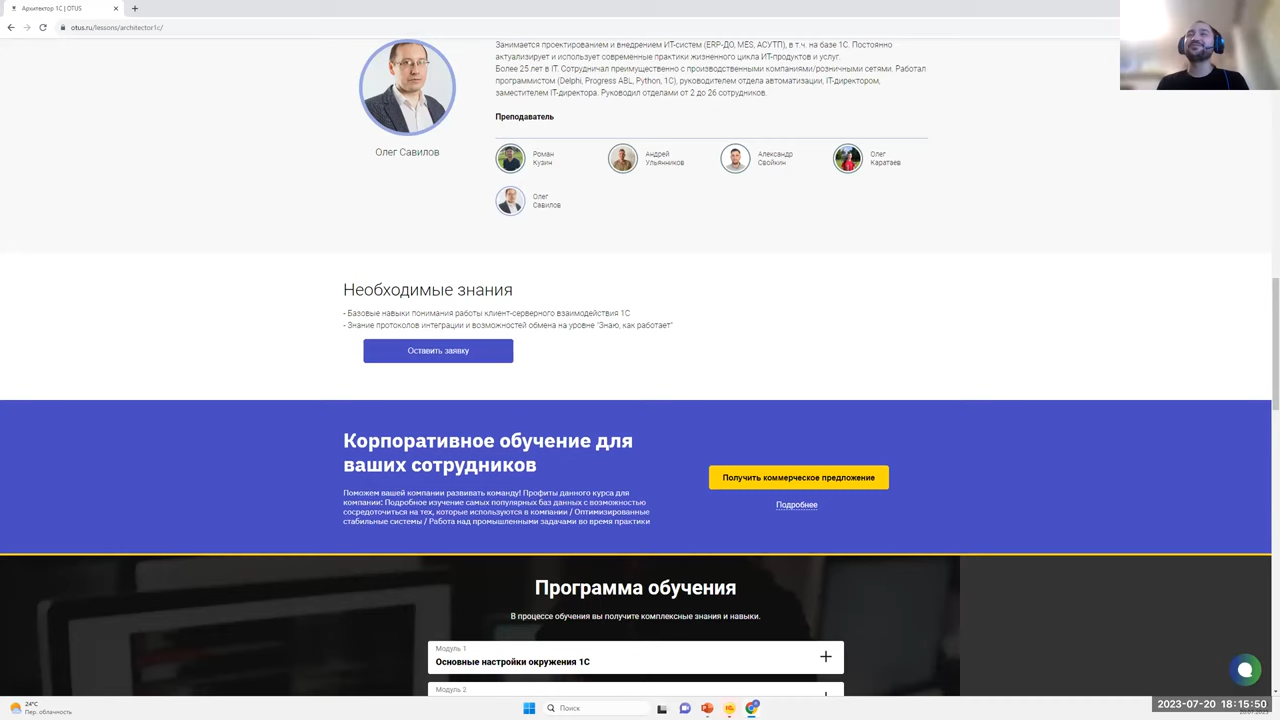 Архитектор 1С | OTUS
otus.ru/lessons/architector1c/
Занимается проектированием и внедрением ИТ-систем (ERP-ДО, MES, АСУТП), в т.ч. на базе 1С. Постоянно
актуализирует и использует современные практики жизненного цикла ИТ-продуктов и услуг.
Более 25 лет в IT. Сотрудничал преимущественно с производственными компаниями/розничными сетями. Работал
программистом (Delphi, Progress ABL, Python, 1C), руководителем отдела автоматизации, IT-директором,
заместителем IT-директора. Руководил отделами от 2 до 26 сотрудников.
Преподаватель
Олег Савилов
Роман
Кузин
Андрей
Ульянников
Александр
Свойкин
Олег
Каратаев
Олег
Савилов
Необходимые знания
- Базовые навыки понимания работы клиент-серверного взаимодействия 1С
- Знание протоколов интеграции и возможностей обмена на уровне "Знаю, как работает"
Оставить заявку
Корпоративное обучение для
ваших сотрудников
Поможем вашей компании развивать команду! Профиты данного курса для
компании: Подробное изучение самых популярных баз данных с возможностью
сосредоточиться на тех, которые используются в компании / Оптимизированные
стабильные системы / Работа над промышленными задачами во время практики
Получить коммерческое предложение
Подробнее
Программа обучения
В процессе обучения вы получите комплексные знания и навыки.
Модуль 1
Основные настройки окружения 1С
Модуль 2
24°C
Пер. облачность
Поиск
2023-07-20 18:15:50